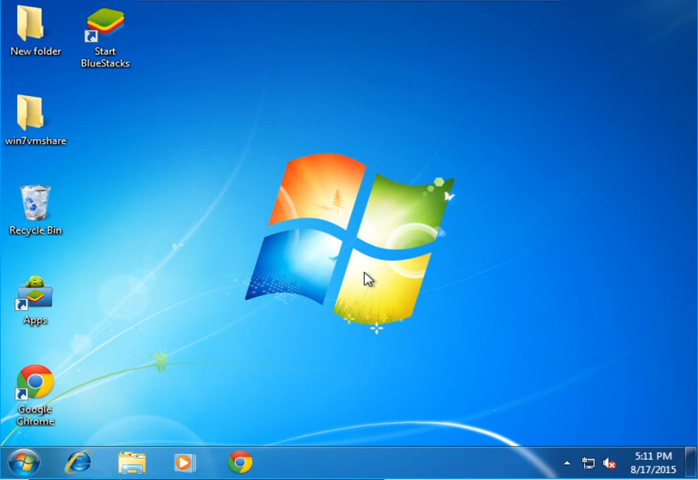 New folder
Start
BlueStacks
win7vmshare
Recycle Bin
Apps
Google
Chrome
5:11 PM
8/17/2015